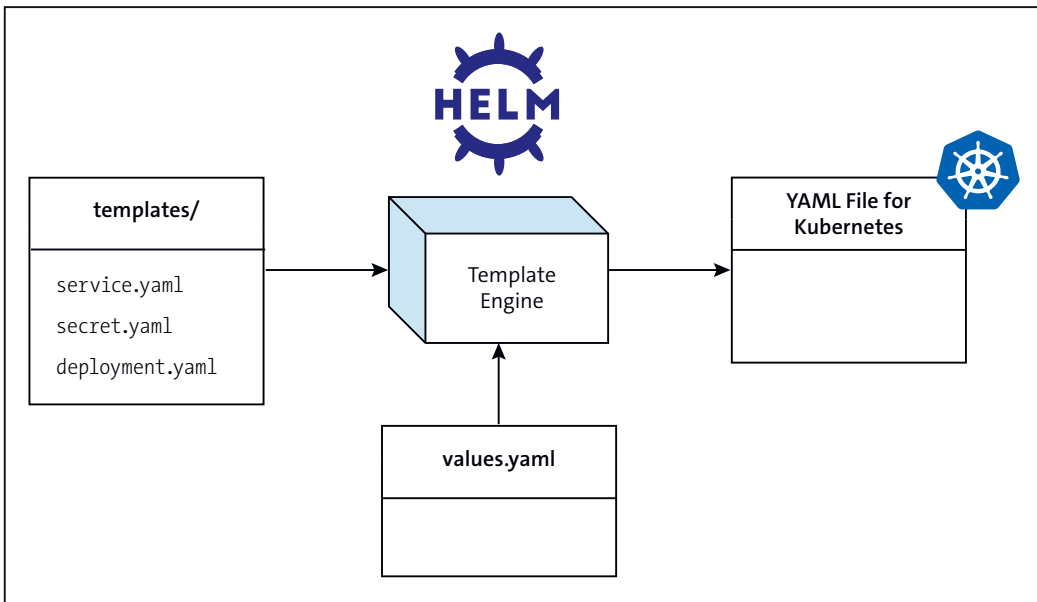 HELM
templates/
service.yaml
secret.yaml
deployment.yaml
Template
Engine
YAML File for
Kubernetes
values.yaml